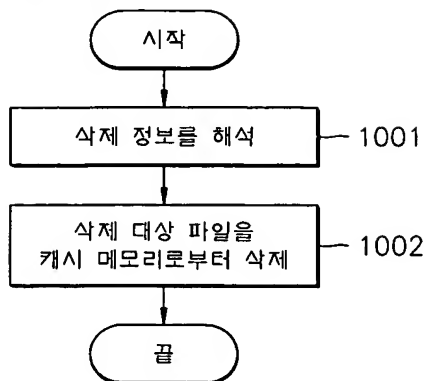 시작
삭제 정보를 해석
1001
삭제 대상 파일을
캐시 메모리로부터 삭제
1002
끝